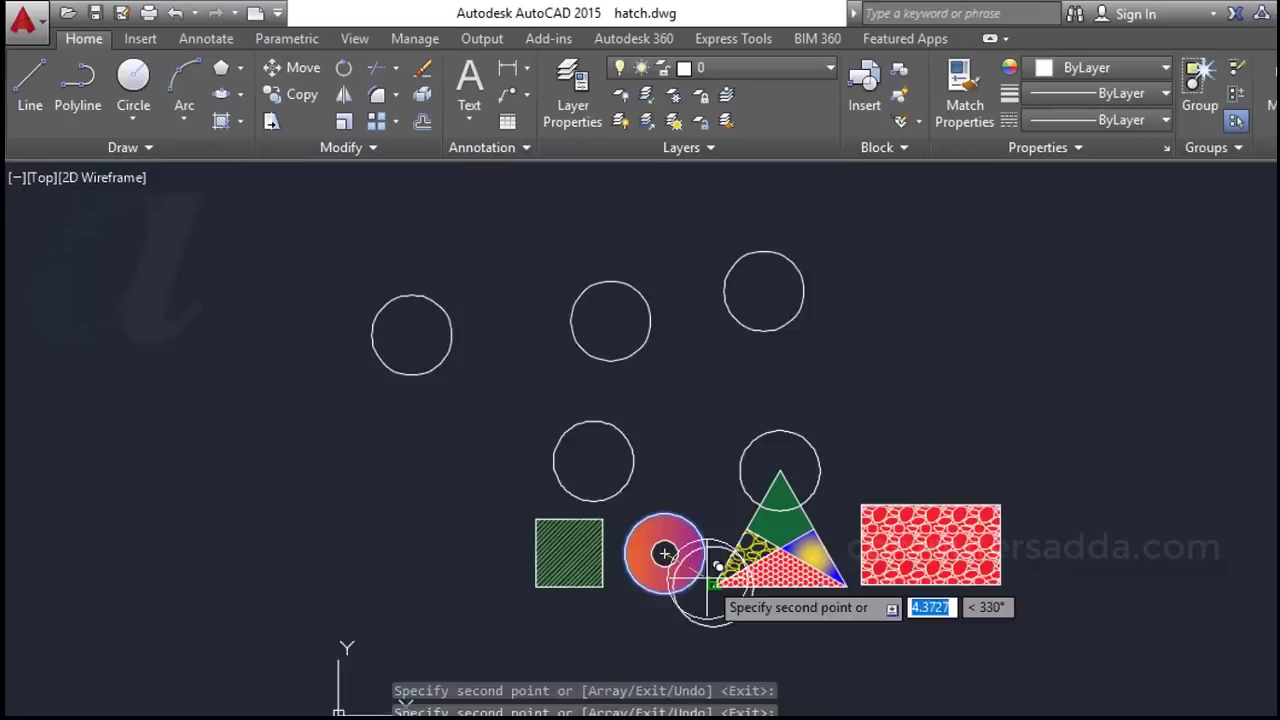 Autodesk AutoCAD 2015 hatch.dwg
Type a keyword or phrase
Sign In
Home Insert Annotate Parametric View Manage Output Add-ins Autodesk 360 Express Tools BIM 360 Featured Apps
Line Polyline Circle Arc
Move
Copy
Text
Layer
Properties
0
Insert
Match
Properties
ByLayer
ByLayer
ByLayer
Group
Draw Modify Annotation Layers Block Properties Groups
[−][Top][2D Wireframe]
Specify second point or 4.3727 < 330°
Y
Specify second point or [Array/Exit/Undo] <Exit>:
Specify second point or [Array/Exit/Undo] <Exit>: